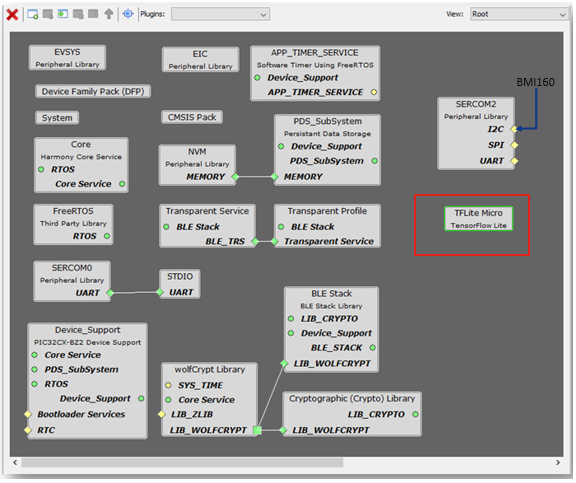 Plugins:
View: Root
EVSYS
Peripheral Library
EIC
Peripheral Library
APP_TIMER_SERVICE
Software Timer Using FreeRTOS
Device_Support
APP_TIMER_SERVICE
BMI160
Device Family Pack (DFP)
System
CMSIS Pack
SERCOM2
Peripheral Library
I2C
SPI
UART
PDS_SubSystem
Persistant Data Storage
Device_Support
PDS_SubSystem
MEMORY
Core
Harmony Core Service
RTOS
Core Service
NVM
Peripheral Library
MEMORY
FreeRTOS
Third Party Library
RTOS
Transparent Service
BLE Stack
BLE_TRS
Transparent Profile
BLE Stack
Transparent Service
TFLite Micro
TensorFlow Lite
SERCOM0
Peripheral Library
UART
STDIO
UART
BLE Stack
BLE Stack Library
LIB_CRYPTO
Device_Support
BLE_STACK
LIB_WOLFCRYPT
Device_Support
PIC32CX-BZ2 Device Support
Core Service
PDS_SubSystem
RTOS
Device_Support
Bootloader Services
RTC
wolfCrypt Library
SYS_TIME
Core Service
LIB_ZLIB
LIB_WOLFCRYPT
Cryptographic (Crypto) Library
LIB_CRYPTO
LIB_WOLFCRYPT